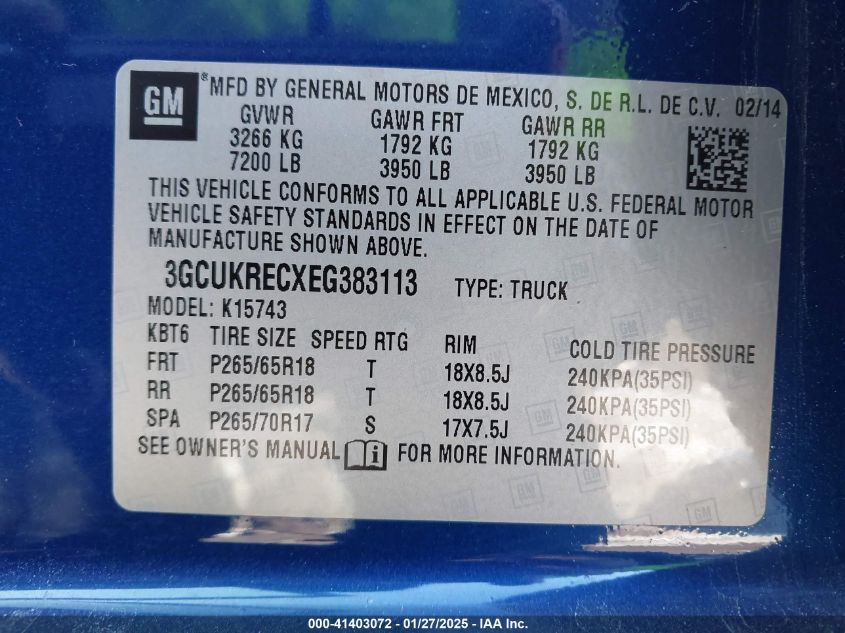 GM ® MFD BY GENERAL MOTORS DE MEXICO, S. DE R.L. DE C.V. 02/14
GVWR GAWR FRT GAWR RR
3266 KG 1792 KG 1792 KG
7200 LB 3950 LB 3950 LB
THIS VEHICLE CONFORMS TO ALL APPLICABLE U.S. FEDERAL MOTOR
VEHICLE SAFETY STANDARDS IN EFFECT ON THE DATE OF
MANUFACTURE SHOWN ABOVE.
3GCUKRECXEG383113 TYPE: TRUCK
MODEL: K15743
KBT6 TIRE SIZE SPEED RTG RIM COLD TIRE PRESSURE
FRT P265/65R18 T 18X8.5J 240KPA(35PSI)
RR P265/65R18 T 18X8.5J 240KPA(35PSI)
SPA P265/70R17 S 17X7.5J 240KPA(35PSI)
SEE OWNER'S MANUAL i FOR MORE INFORMATION.
000-41403072 - 01/27/2025 - IAA Inc.